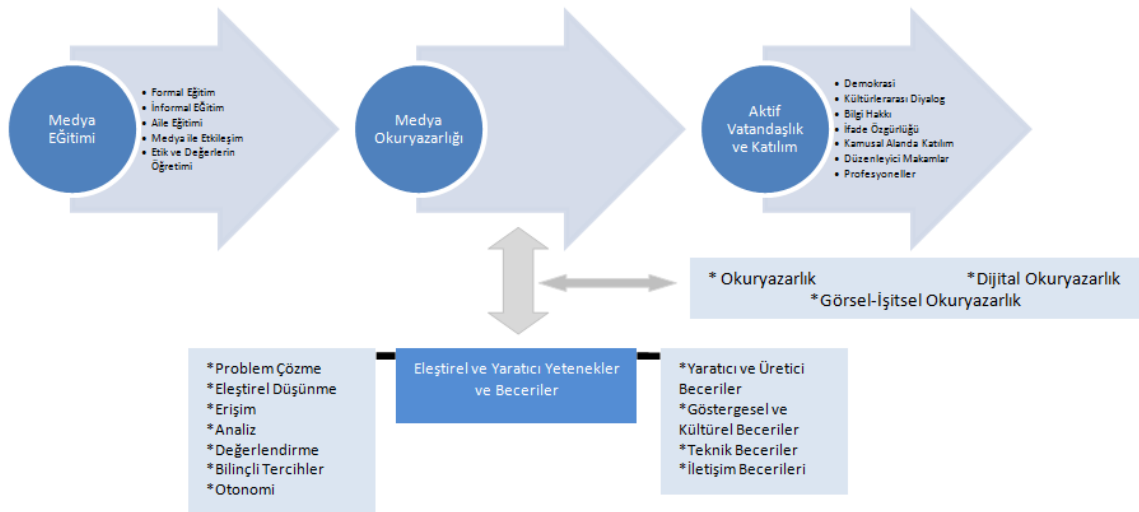 Medya
EĞitimi
• Formal Eğitim
• İnformal EĞitim
• Aile Eğitimi
• Medya ile Etkileşim
• Etik ve Değerlerin
Öğretimi
Medya
Okuryazarlığı
Aktif
Vatandaşlık
ve Katılım
• Demokrasi
• Kültürlerarası Diyalog
• Bilgi Hakkı
• İfade Özgürlüğü
• Kamusal Alanda Katılım
• Düzenleyici Makamlar
• Profesyoneller
* Okuryazarlık *Dijital Okuryazarlık
*Görsel-İşitsel Okuryazarlık
*Problem Çözme
*Eleştirel Düşünme
*Erişim
*Analiz
*Değerlendirme
*Bilinçli Tercihler
*Otonomi
Eleştirel ve Yaratıcı Yetenekler
ve Beceriler
*Yaratıcı ve Üretici
Beceriler
*Göstergesel ve
Kültürel Beceriler
*Teknik Beceriler
*İletişim Becerileri